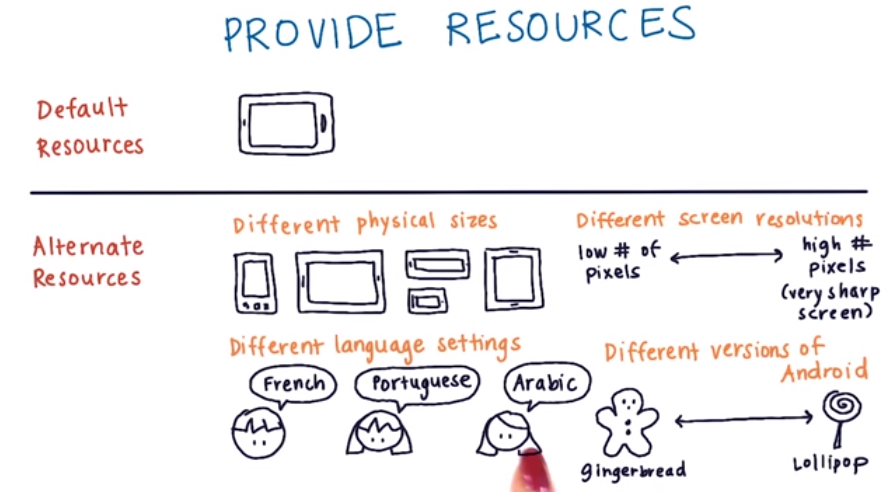 PROVIDE RESOURCES
Default
Resources
Alternate
Resources
Different physical sizes
Different screen resolutions
low # of
pixels
high #
pixels
(very sharp
screen)
Different language settings
French
Portuguese
Arabic
Different versions of
Android
gingerbread
Lollipop